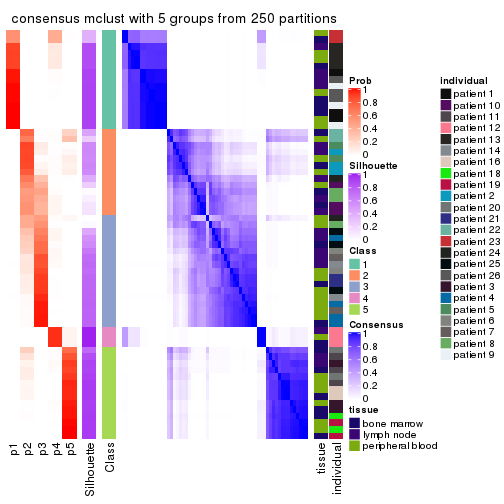 consensus mclust with 5 groups from 250 partitions
p1
p2
p3
p4
p5
Silhouette
Class
tissue
individual
Prob
1
0.8
0.6
0.4
0.2
0
Silhouette
1
0.8
0.6
0.4
0.2
0
Class
1
2
3
4
5
Consensus
1
0.8
0.6
0.4
0.2
0
tissue
bone marrow
lymph node
peripheral blood
individual
patient 1
patient 10
patient 11
patient 12
patient 13
patient 14
patient 16
patient 18
patient 19
patient 2
patient 20
patient 21
patient 22
patient 23
patient 24
patient 25
patient 26
patient 3
patient 4
patient 5
patient 6
patient 7
patient 8
patient 9